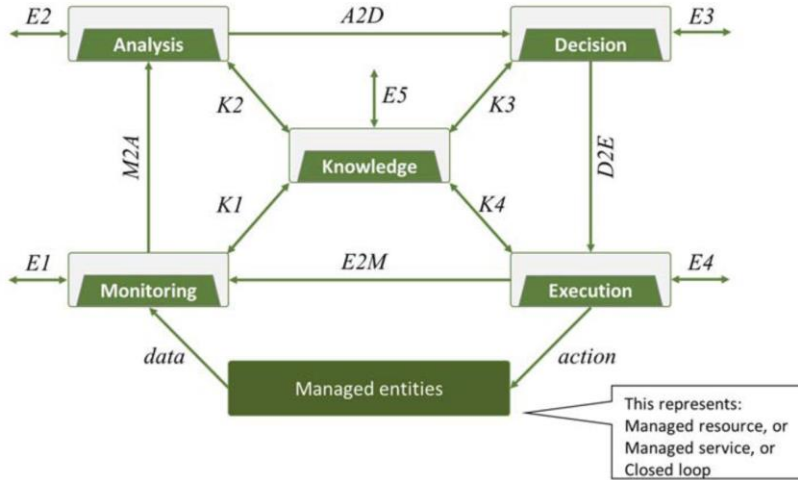 E2
A2D
E3
Analysis
Decision
K2
E5
K3
M2A
D2E
Knowledge
K1
K4
E1
E2M
E4
Monitoring
Execution
data
action
Managed entities
This represents:
Managed resource, or
Managed service, or
Closed loop